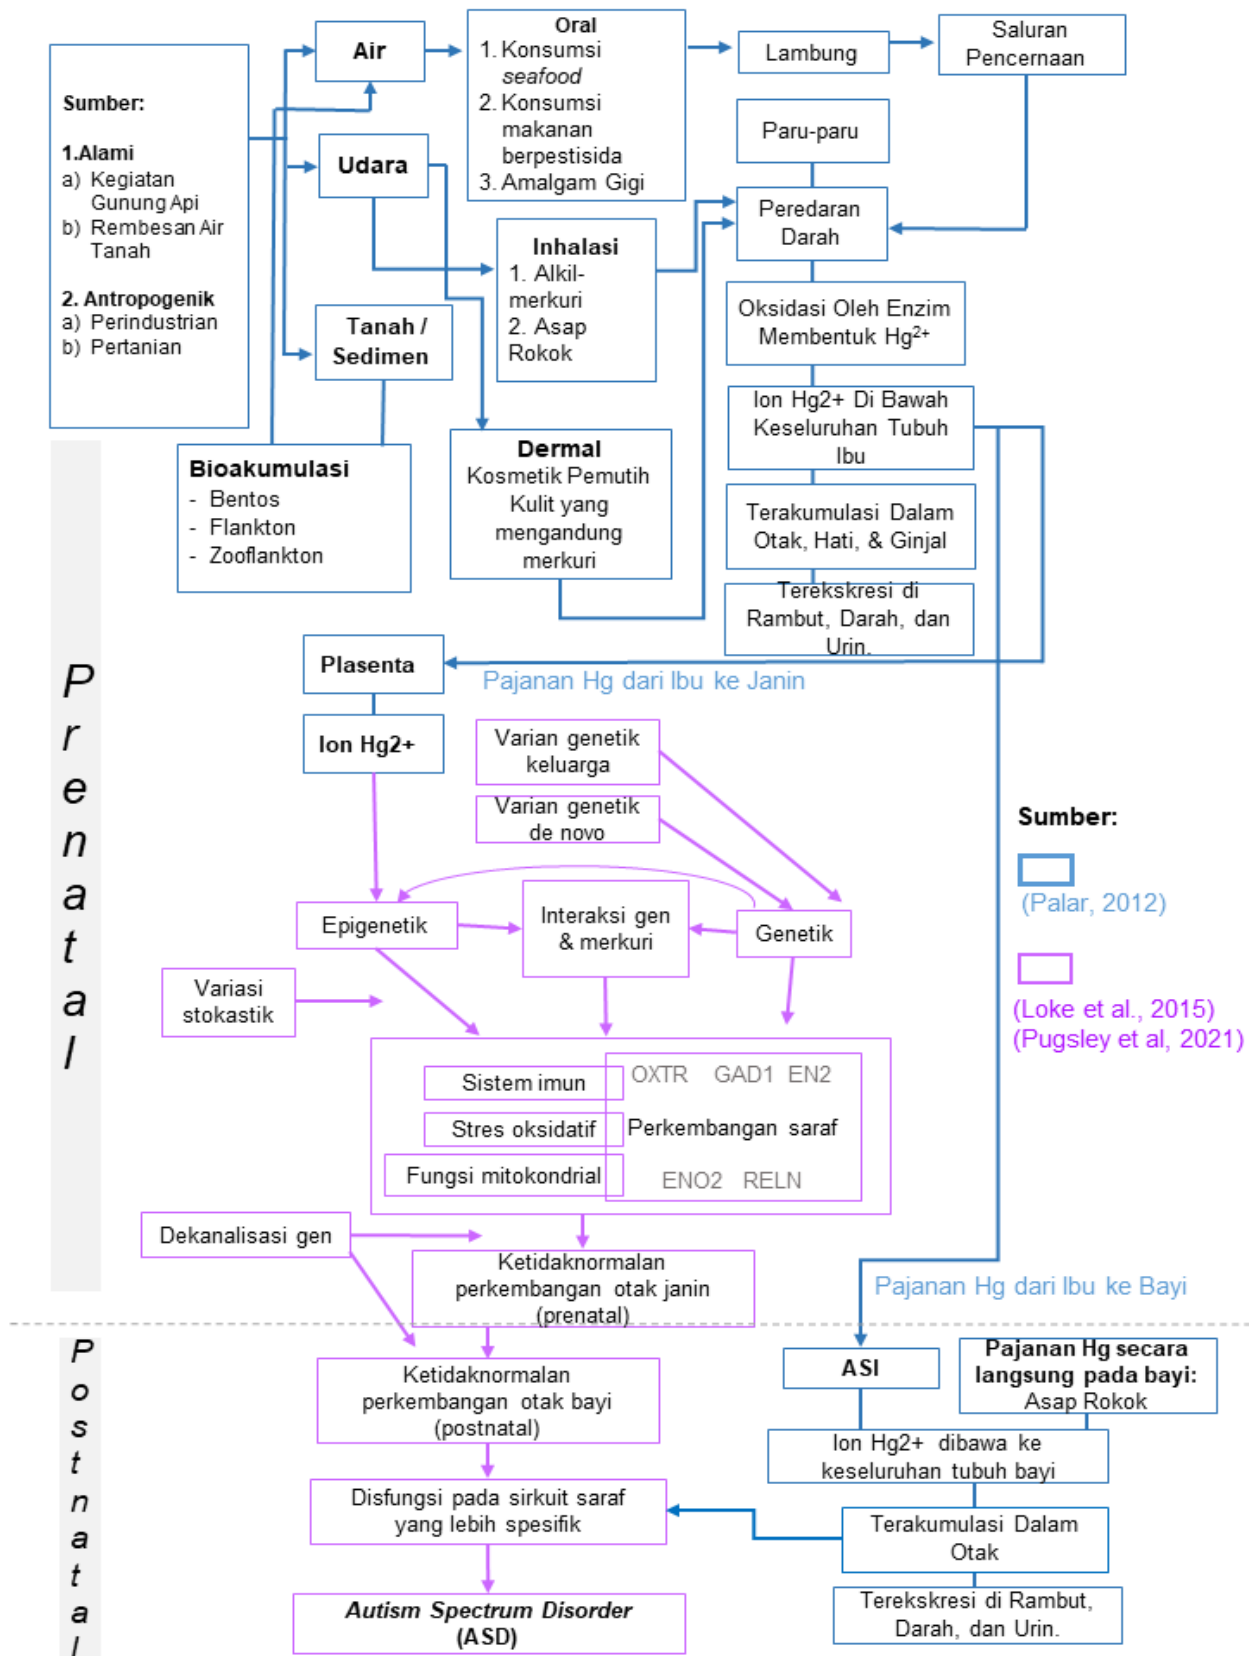 Sumber:
1.Alami
a) Kegiatan
Gunung Api
b) Rembesan Air
Tanah
2. Antropogenik
a) Perindustrian
b) Pertanian
Air
Udara
Tanah /
Sedimen
Bioakumulasi
- Bentos
- Flankton
- Zooflankton
Oral
1. Konsumsi
seafood
2. Konsumsi
makanan
berpestisida
3. Amalgam Gigi
Inhalasi
1. Alkil-
merkuri
2. Asap
Rokok
Dermal
Kosmetik Pemutih
Kulit yang
mengandung
merkuri
Lambung
Saluran
Pencernaan
Paru-paru
Peredaran
Darah
Oksidasi Oleh Enzim
Membentuk Hg²⁺
Ion Hg2+ Di Bawah
Keseluruhan Tubuh
Ibu
Terakumulasi Dalam
Otak, Hati, & Ginjal
Terekskresi di
Rambut, Darah, dan
Urin.
Prenatal
Plasenta
Pajanan Hg dari Ibu ke Janin
Ion Hg2+
Varian genetik
keluarga
Varian genetik
de novo
Epigenetik
Interaksi gen
& merkuri
Genetik
Variasi
stokastik
Sistem imun
Stres oksidatif
Fungsi mitokondrial
OXTR GAD1 EN2
Perkembangan saraf
ENO2 RELN
Dekanalisasi gen
Ketidaknormalan
perkembangan otak janin
(prenatal)
Sumber:
(Palar, 2012)
(Loke et al., 2015)
(Pugsley et al, 2021)
Pajanan Hg dari Ibu ke Bayi
Postnatal
Ketidaknormalan
perkembangan otak bayi
(postnatal)
Disfungsi pada sirkuit saraf
yang lebih spesifik
Autism Spectrum Disorder
(ASD)
ASI
Pajanan Hg secara
langsung pada bayi:
Asap Rokok
Ion Hg2+ dibawa ke
keseluruhan tubuh bayi
Terakumulasi Dalam
Otak
Terekskresi di Rambut,
Darah, dan Urin.